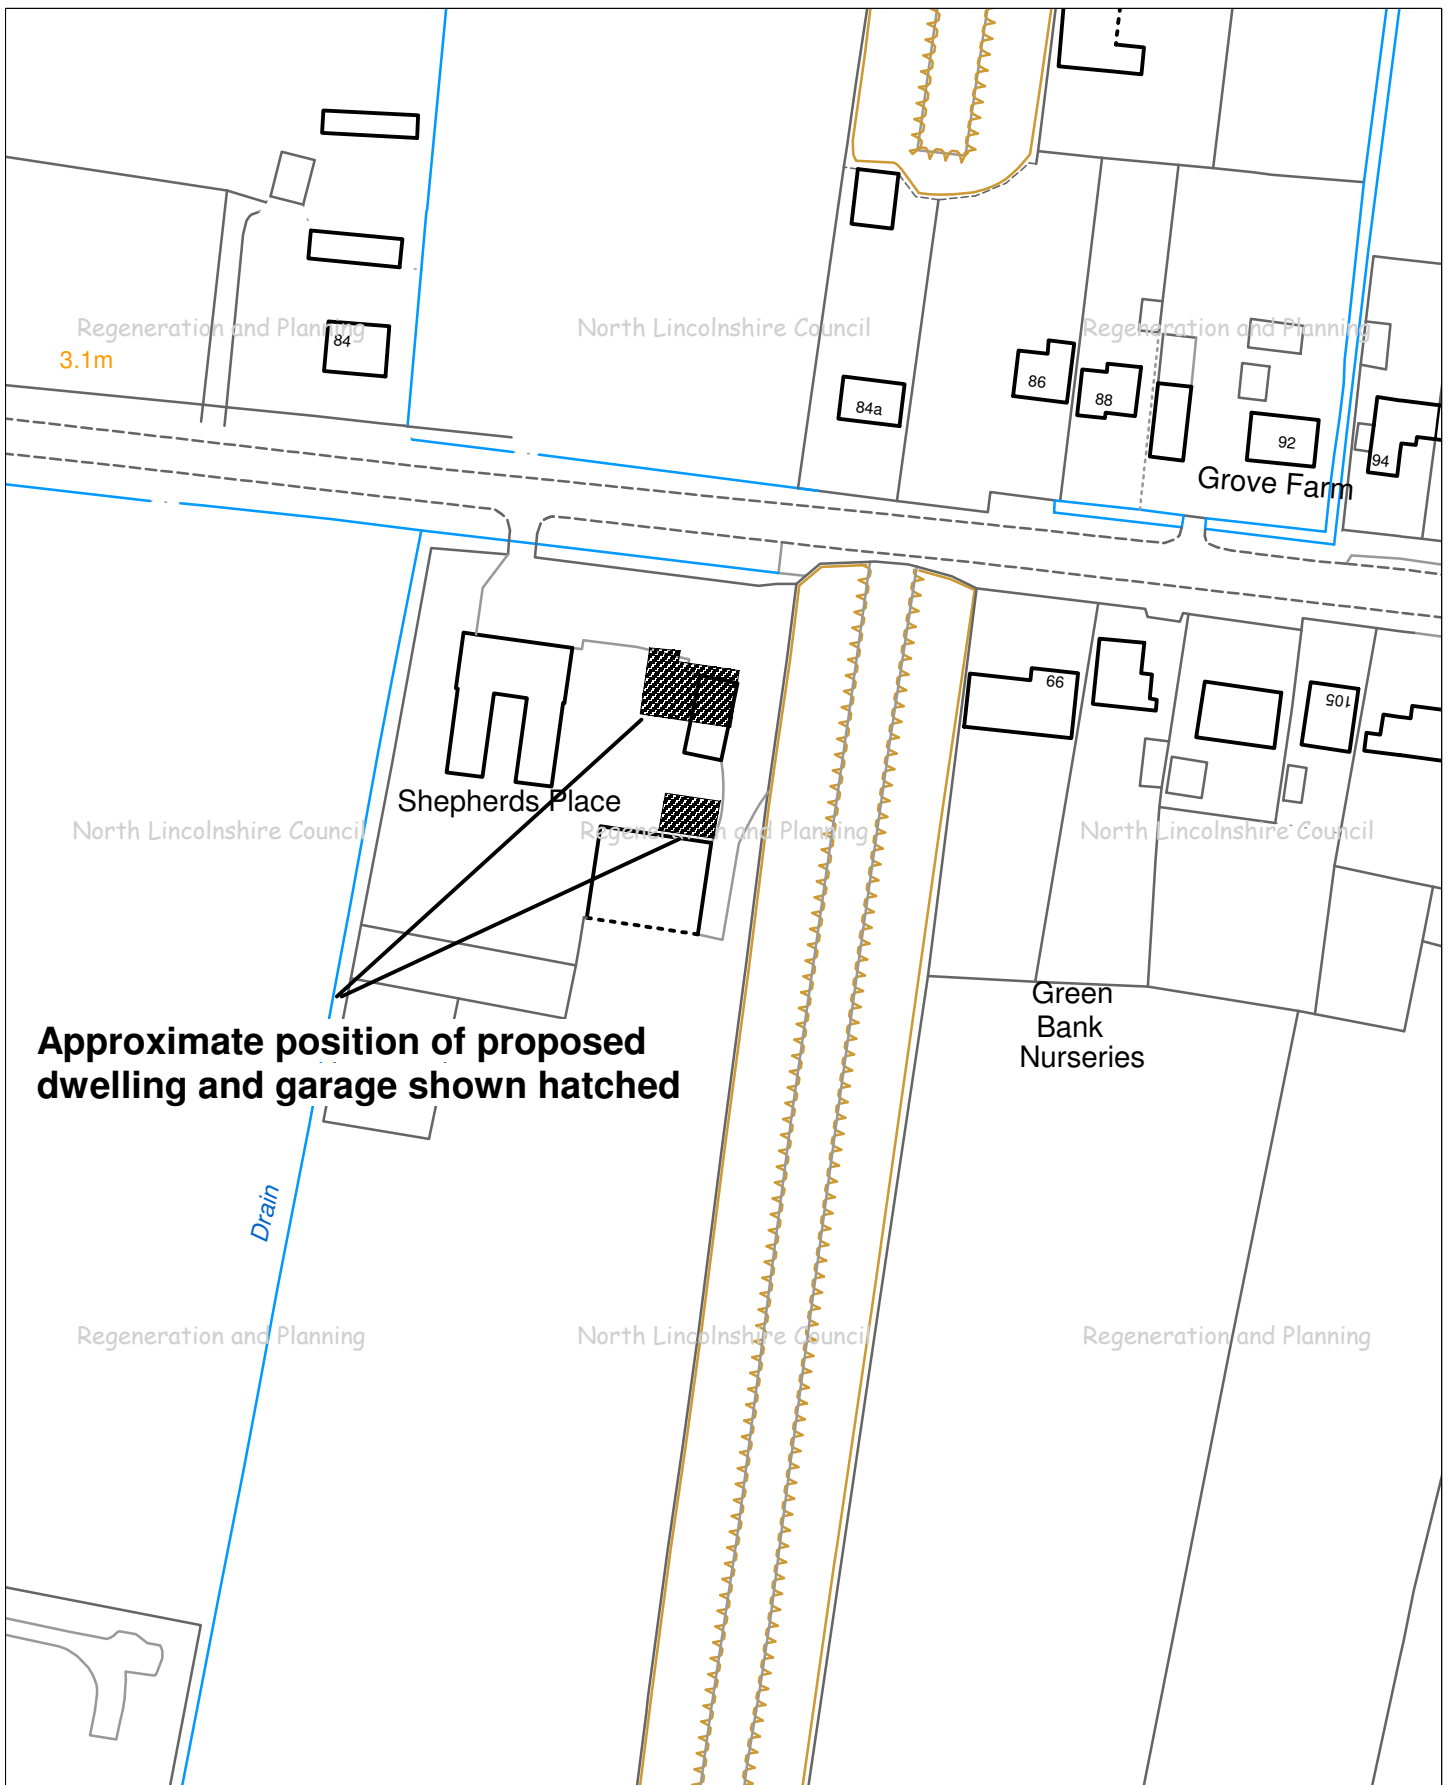 Regeneration and Planning
North Lincolnshire Council
Regeneration and Planning
84
3.1m
84a
86
88
92
94
Grove Farm
99
105
Shepherds Place
North Lincolnshire Council
Regeneration and Planning
North Lincolnshire Council
Green
Bank
Nurseries
Approximate position of proposed
dwelling and garage shown hatched
Drain
Regeneration and Planning
North Lincolnshire Council
Regeneration and Planning